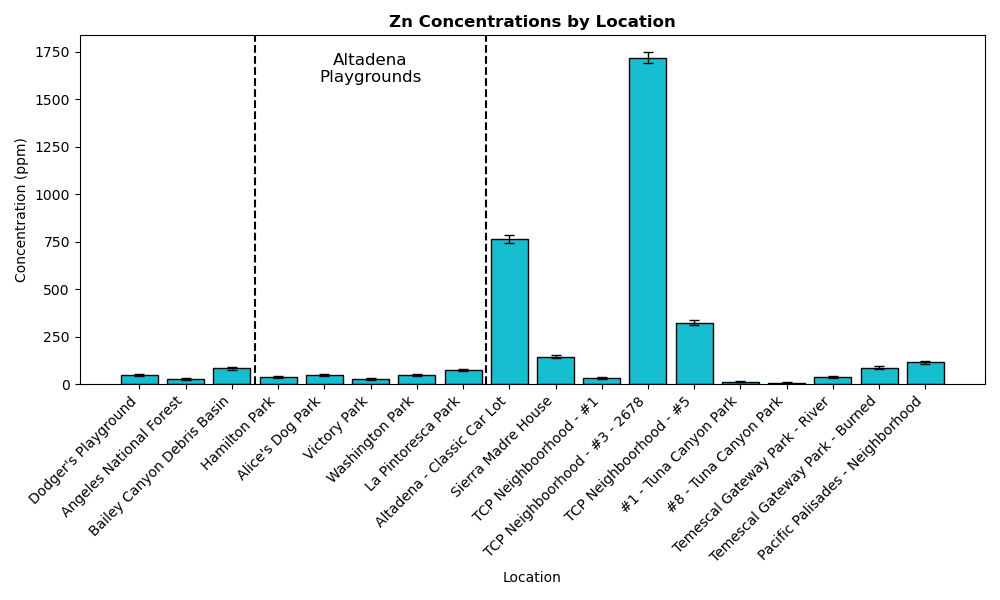 Zn Concentrations by Location
Altadena
Playgrounds
Concentration (ppm)
1750
1500
1250
1000
750
500
250
0
Dodger's Playground
Angeles National Forest
Bailey Canyon Debris Basin
Hamilton Park
Alice's Dog Park
Victory Park
Washington Park
La Pintoresca Park
Altadena - Classic Car Lot
Sierra Madre House
TCP Neighboorhood - #1
TCP Neighboorhood - #3 - 2678
TCP Neighboorhood - #5
#1 - Tuna Canyon Park
#8 - Tuna Canyon Park
Temescal Gateway Park - River
Temescal Gateway Park - Burned
Pacific Palisades - Neighborhood
Location